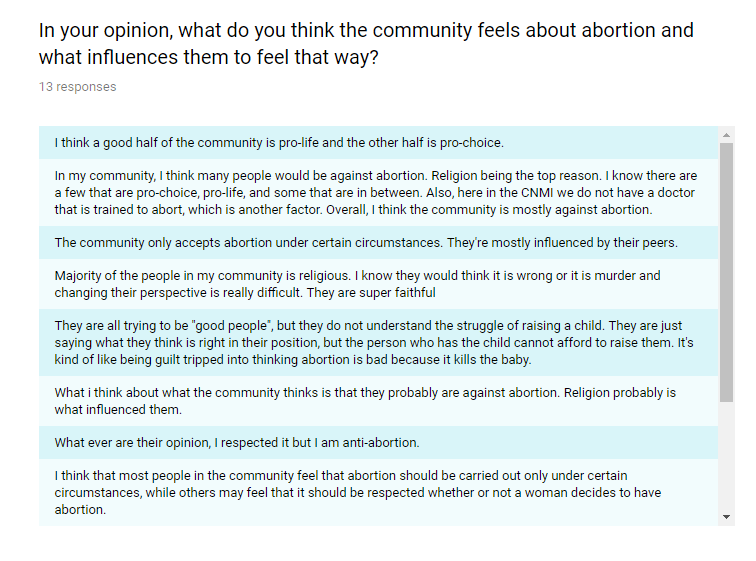 In your opinion, what do you think the community feels about abortion and
what influences them to feel that way?
13 responses
I think a good half of the community is pro-life and the other half is pro-choice.
In my community, I think many people would be against abortion. Religion being the top reason. I know there are
a few that are pro-choice, pro-life, and some that are in between. Also, here in the CNMI we do not have a doctor
that is trained to abort, which is another factor. Overall, I think the community is mostly against abortion.
The community only accepts abortion under certain circumstances. They're mostly influenced by their peers.
Majority of the people in my community is religious. I know they would think it is wrong or it is murder and
changing their perspective is really difficult. They are super faithful
They are all trying to be "good people", but they do not understand the struggle of raising a child. They are just
saying what they think is right in their position, but the person who has the child cannot afford to raise them. It's
kind of like being guilt tripped into thinking abortion is bad because it kills the baby.
What i think about what the community thinks is that they probably are against abortion. Religion probably is
what influenced them.
What ever are their opinion, I respected it but I am anti-abortion.
I think that most people in the community feel that abortion should be carried out only under certain
circumstances, while others may feel that it should be respected whether or not a woman decides to have
abortion.